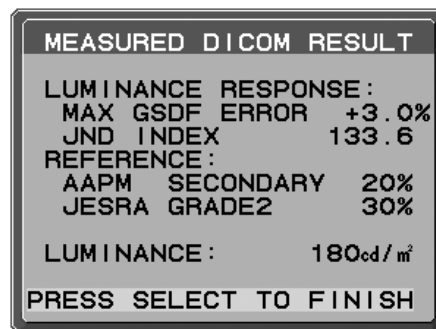 MEASURED DICOM RESULT
LUMINANCE RESPONSE:
MAX GSDF ERROR +3.0%
JND INDEX 133.6
REFERENCE:
AAPM SECONDARY 20%
JESRA GRADE2 30%
LUMINANCE: 180cd/㎡
PRESS SELECT TO FINISH